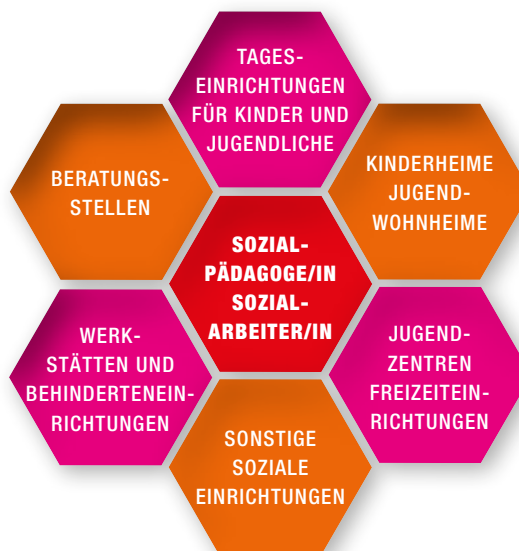 TAGES-
EINRICHTUNGEN
FÜR KINDER UND
JUGENDLICHE
BERATUNGS-
STELLEN
KINDERHEIME
JUGEND-
WOHNHEIME
SOZIAL-
PÄDAGOGE/IN
SOZIAL-
ARBEITER/IN
WERK-
STÄTTEN UND
BEHINDERTENEIN-
RICHTUNGEN
JUGEND-
ZENTREN
FREIZEITEIN-
RICHTUNGEN
SONSTIGE
SOZIALE
EINRICHTUNGEN